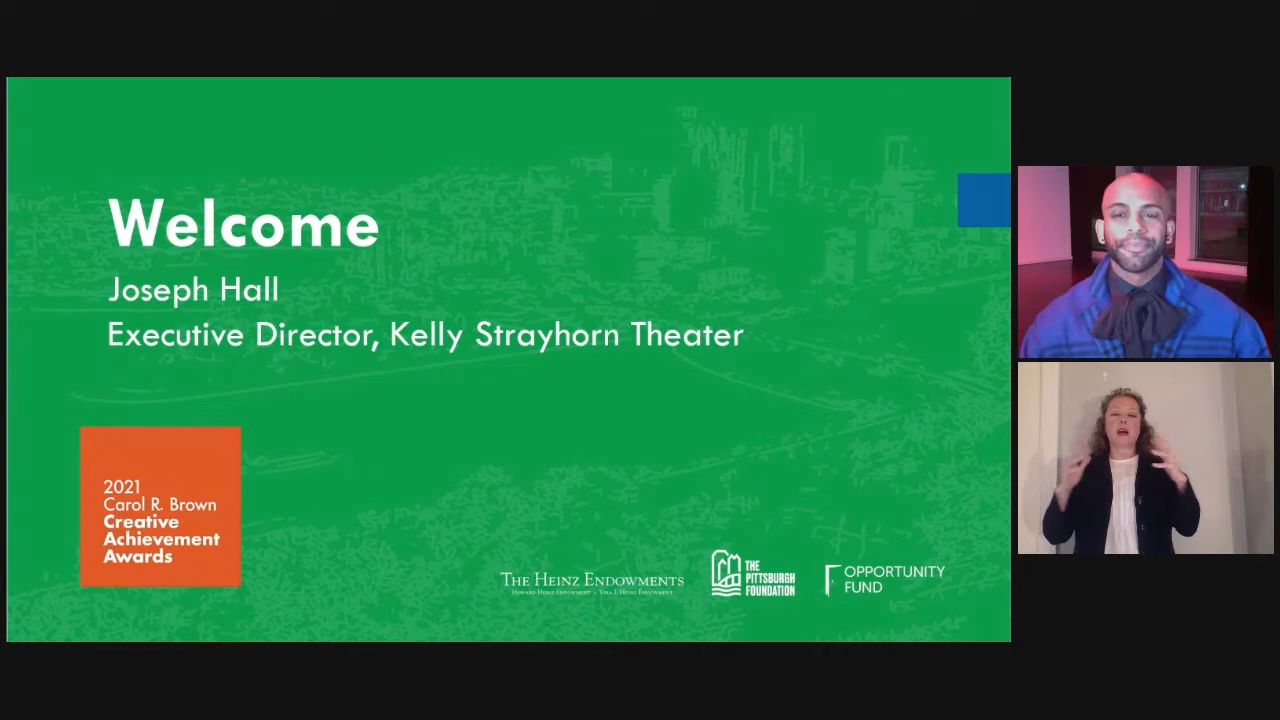 Welcome
Joseph Hall
Executive Director, Kelly Strayhorn Theater
2021
Carol R. Brown
Creative
Achievement
Awards
THE HEINZ ENDOWMENTS
HOWARD HEINZ ENDOWMENT · VIRA I. HEINZ ENDOWMENT
THE
PITTSBURGH
FOUNDATION
OPPORTUNITY
FUND